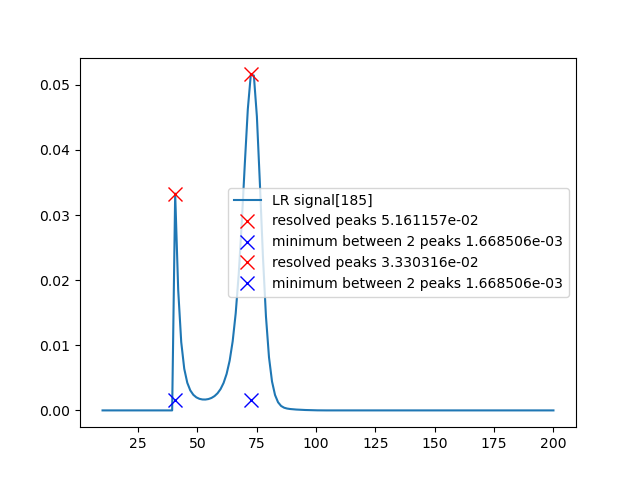 0.05
0.04
0.03
0.02
0.01
0.00
LR signal[185]
resolved peaks 5.161157e-02
minimum between 2 peaks 1.668506e-03
resolved peaks 3.330316e-02
minimum between 2 peaks 1.668506e-03
25 50 75 100 125 150 175 200